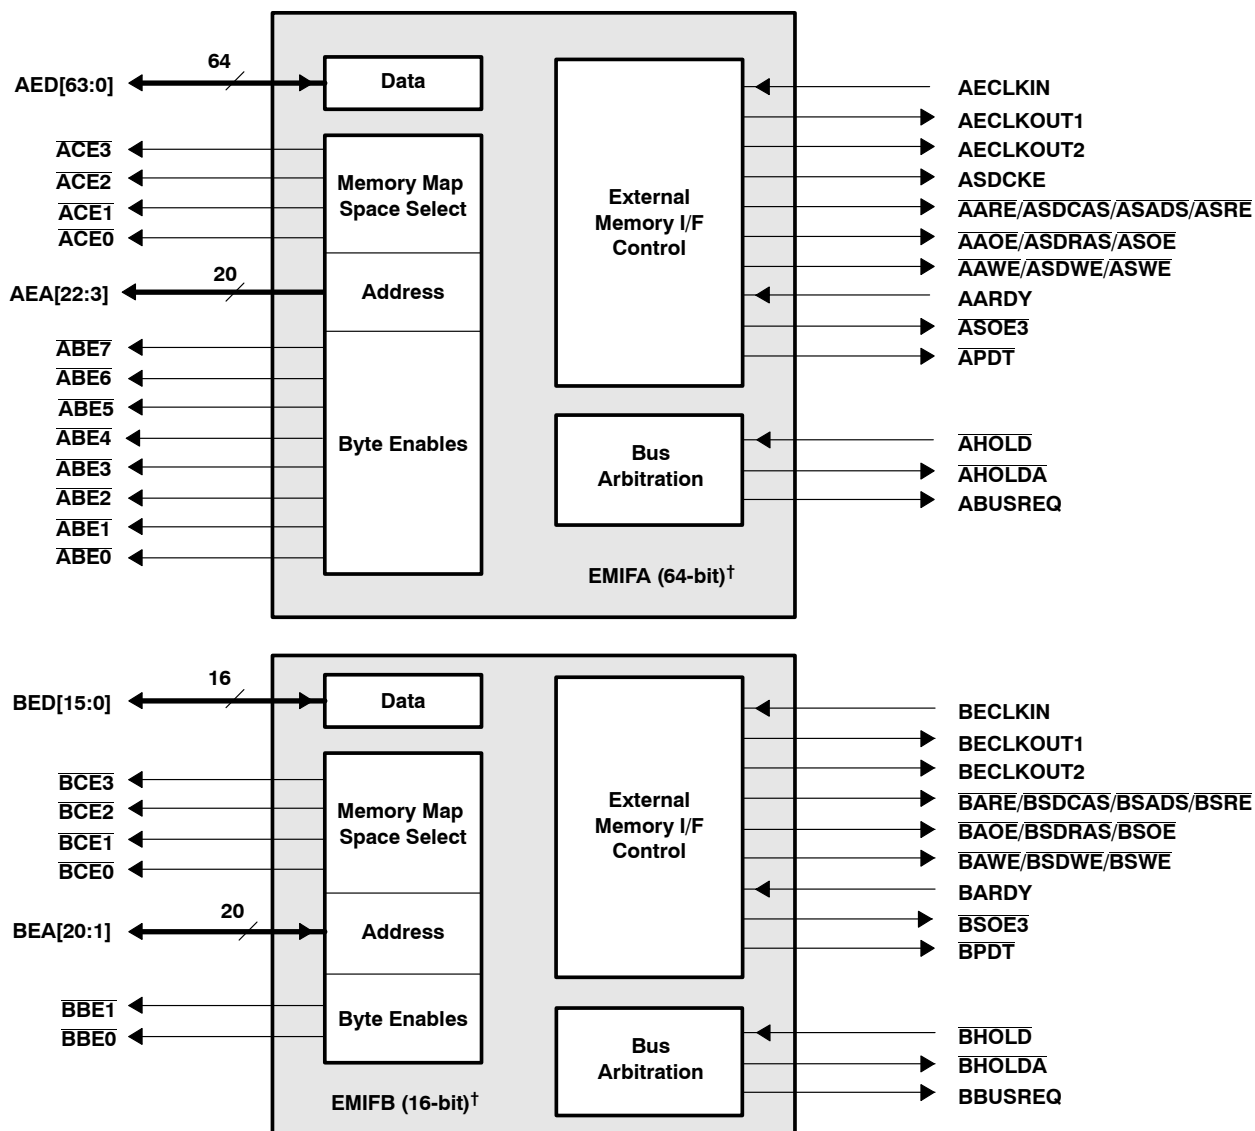 64
AED[63:0]
Data
ACE3
ACE2
ACE1
ACE0
Memory Map
Space Select
20
AEA[22:3]
Address
ABE7
ABE6
ABE5
ABE4
ABE3
ABE2
ABE1
ABE0
Byte Enables
External
Memory I/F
Control
AECLKIN
AECLKOUT1
AECLKOUT2
ASDCKE
AARE/ASDCAS/ASADS/ASRE
AAOE/ASDRAS/ASOE
AAWE/ASDWE/ASWE
AARDY
ASOE3
APDT
Bus
Arbitration
AHOLD
AHOLDA
ABUSREQ
EMIFA (64-bit)†
16
BED[15:0]
Data
BCE3
BCE2
BCE1
BCE0
Memory Map
Space Select
20
BEA[20:1]
Address
BBE1
BBE0
Byte Enables
External
Memory I/F
Control
BECLKIN
BECLKOUT1
BECLKOUT2
BARE/BSDCAS/BSADS/BSRE
BAOE/BSDRAS/BSOE
BAWE/BSDWE/BSWE
BARDY
BSOE3
BPDT
Bus
Arbitration
BHOLD
BHOLDA
BBUSREQ
EMIFB (16-bit)†